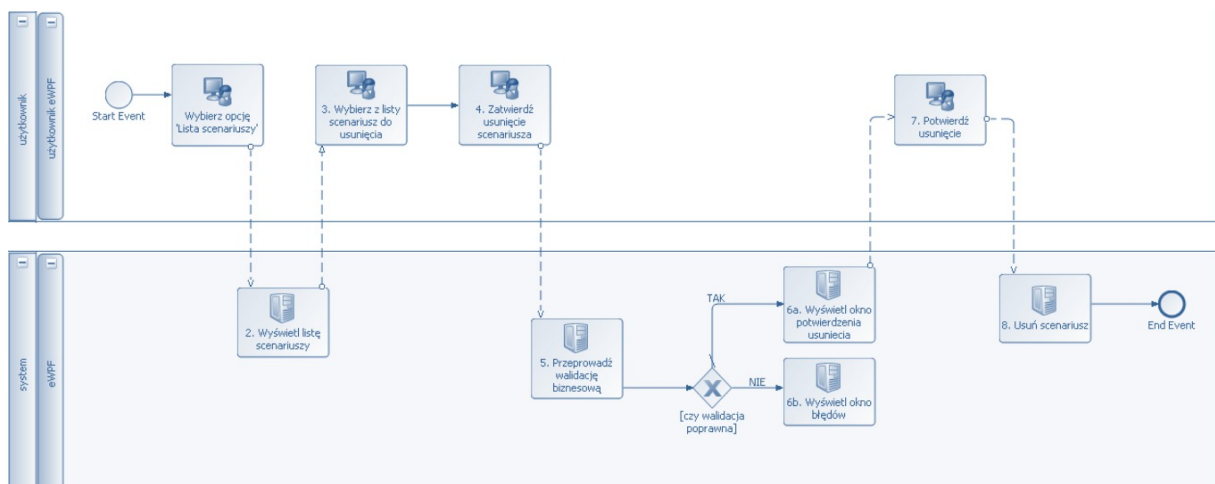 użytkownik
użytkownik eWPF
Start Event
Wybierz opcję
'Lista scenariuszy'
3. Wybierz z listy
scenariusz do
usunięcia
4. Zatwierdź
usunięcie
scenariusza
7. Potwierdź
usunięcie
system
eWPF
2. Wyświetl listę
scenariuszy
5. Przeprowadź
walidację
biznesową
[czy walidacja
poprawna]
TAK
NIE
6a. Wyświetl okno
potwierdzenia
usuniecia
6b. Wyświetl okno
błędów
8. Usuń scenariusz
End Event